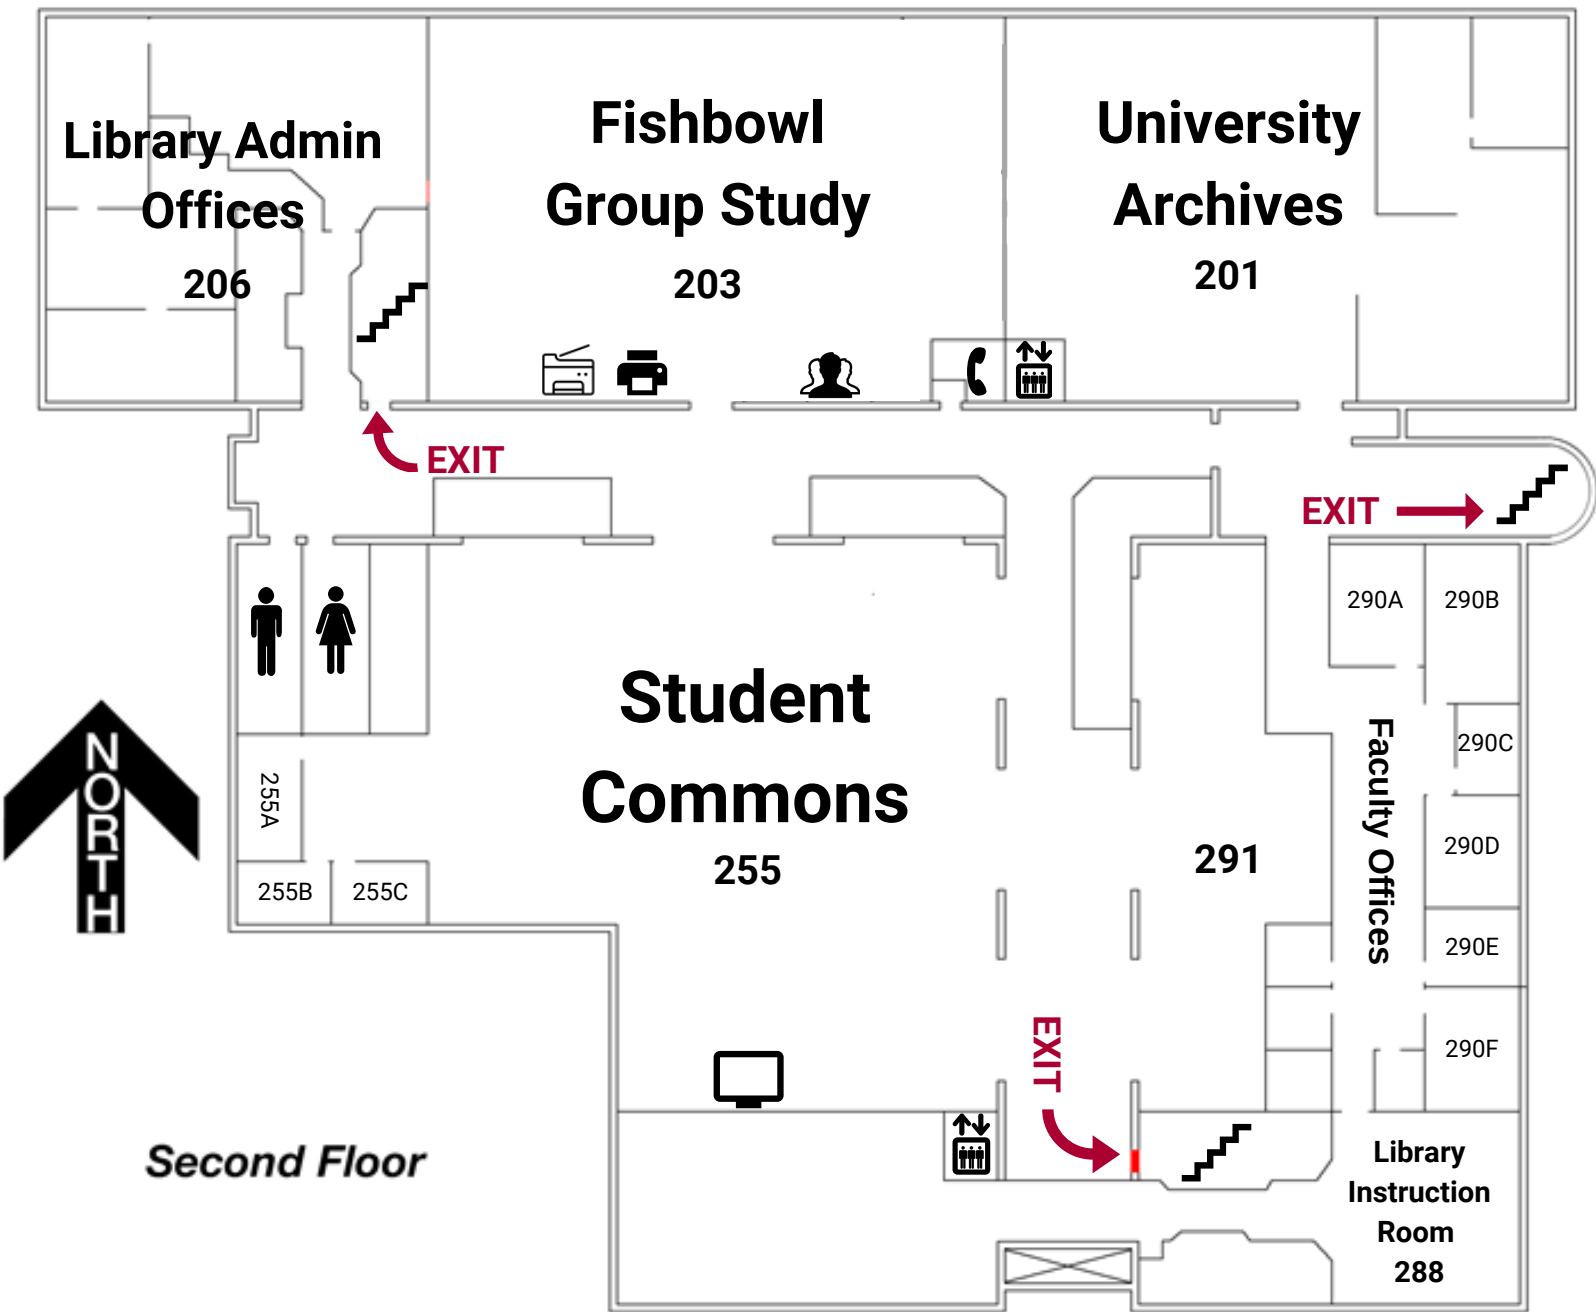 Library Admin
Offices
206
Fishbowl
Group Study
203
University
Archives
201
EXIT
EXIT
290A
290B
Student
Commons
255
NORTH
255A
255B
255C
291
Faculty Offices
290C
290D
290E
290F
EXIT
Second Floor
Library
Instruction
Room
288